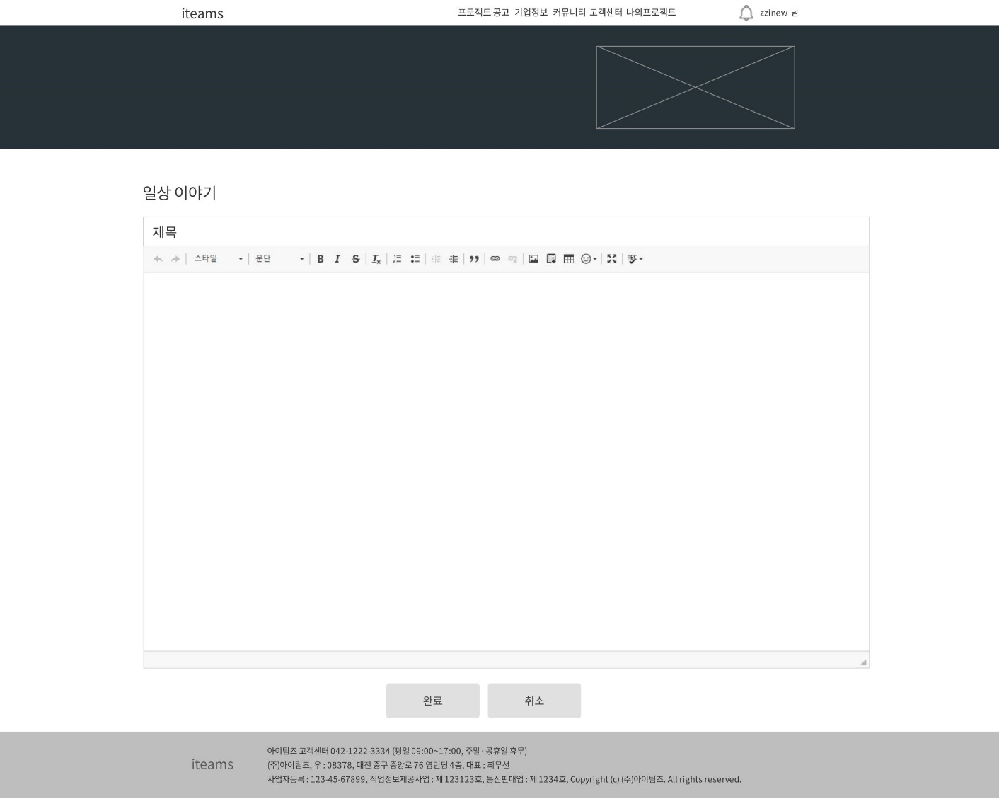 iteams 프로젝트 공고 기업정보 커뮤니티 고객센터 나의프로젝트 zzinew 님
일상 이야기
제목
스타일 문단
완료 취소
아이팀즈 고객센터 042-1222-3334 (평일 09:00~17:00, 주말 · 공휴일 휴무)
iteams
(주)아이팀즈, 우 : 08378, 대전 중구 중앙로 76 영민딩 4층, 대표 : 최무선
사업자등록 : 123-45-67899, 직업정보제공사업 : 제 123123호, 통신판매업 : 제 1234호, Copyright (c) (주)아이팀즈. All rights reserved.